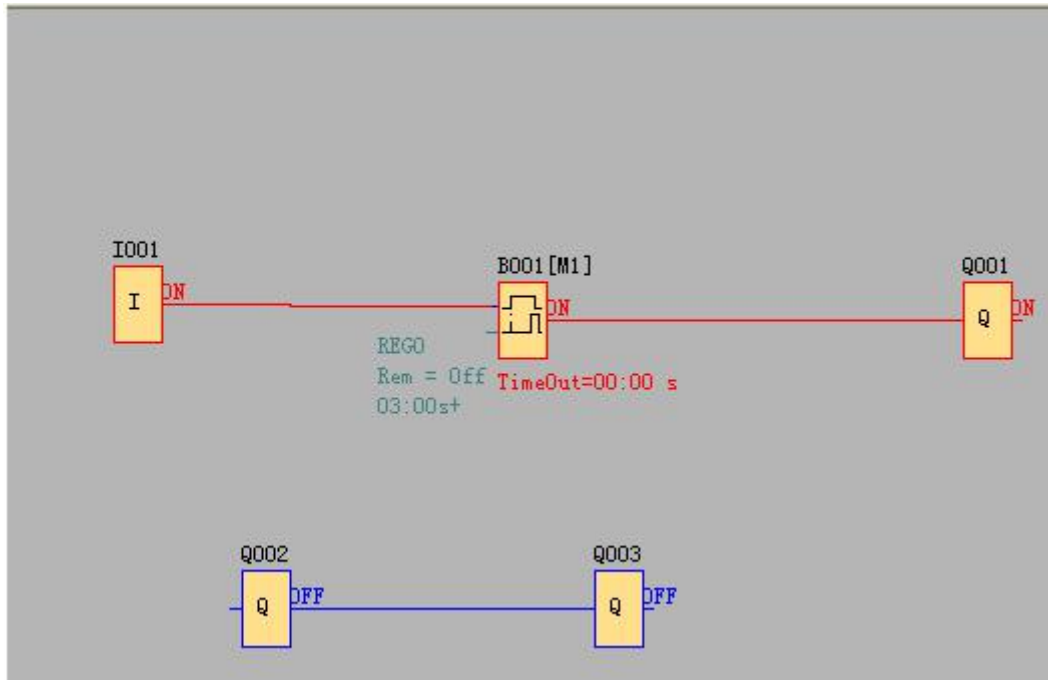 I001
I
ON
B001[M1]
ON
Q001
Q
ON
REGO
Rem = Off
03:00s+
TimeOut=00:00 s
Q002
Q
OFF
Q003
Q
OFF